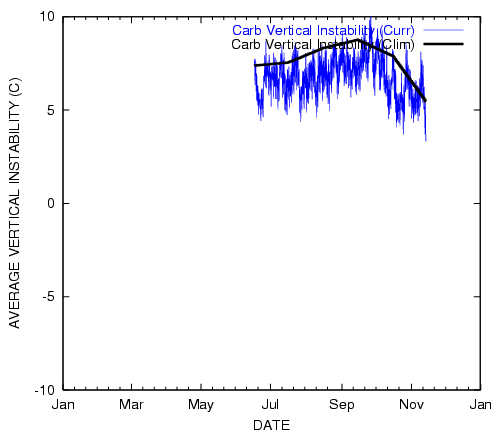 10
5
0
-5
-10
AVERAGE VERTICAL INSTABILITY (C)
Carb Vertical Instability (Curr)
Carb Vertical Instability (Clim)
Jan Mar May Jul Sep Nov Jan
DATE